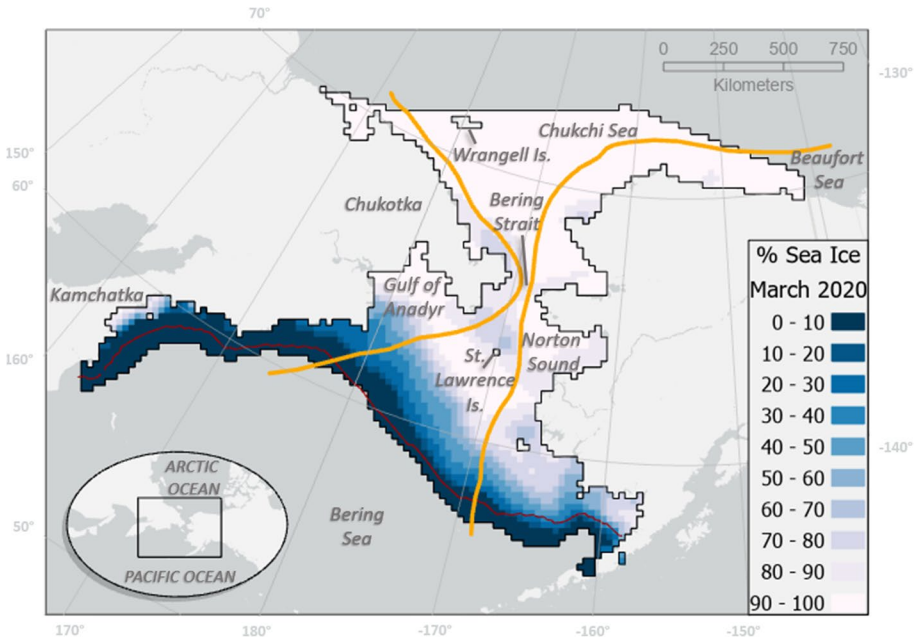 70°
0 250 500 750
Kilometers
-130°
150°
60°
Chukchi Sea
Wrangell Is.
Beaufort
Sea
Chukotka
Bering
Strait
% Sea Ice
March 2020
0 - 10
10 - 20
20 - 30
30 - 40
40 - 50
50 - 60
60 - 70
70 - 80
80 - 90
90 - 100
Gulf of
Anadyr
Kamchatka
Norton
Sound
St.
Lawrence
Is.
160°
-140°
ARCTIC
OCEAN
PACIFIC OCEAN
Bering
Sea
50°
170° 180° -170° -160° -150°